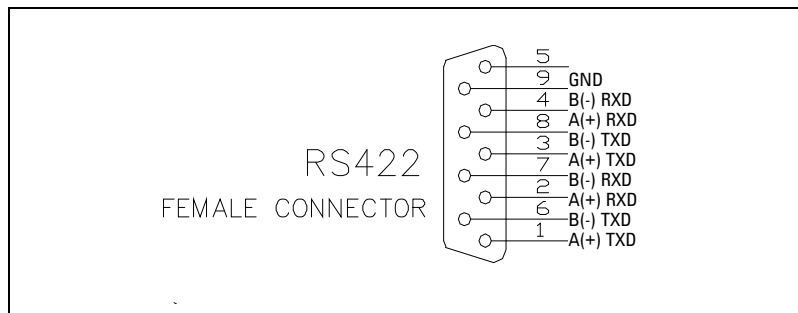 RS422
FEMALE CONNECTOR
5
9 GND
4 B(-) RXD
8 A(+) RXD
3 B(-) TXD
7 A(+) TXD
2 B(-) RXD
6 A(+) RXD
1 B(-) TXD
A(+) TXD